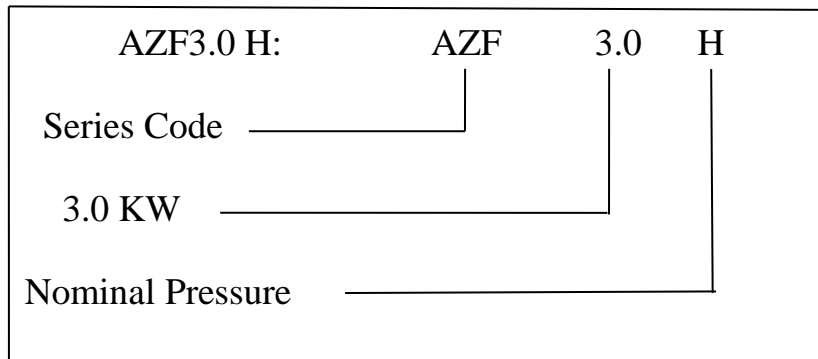 AZF3.0 H: AZF 3.0 H
Series Code
3.0 KW
Nominal Pressure